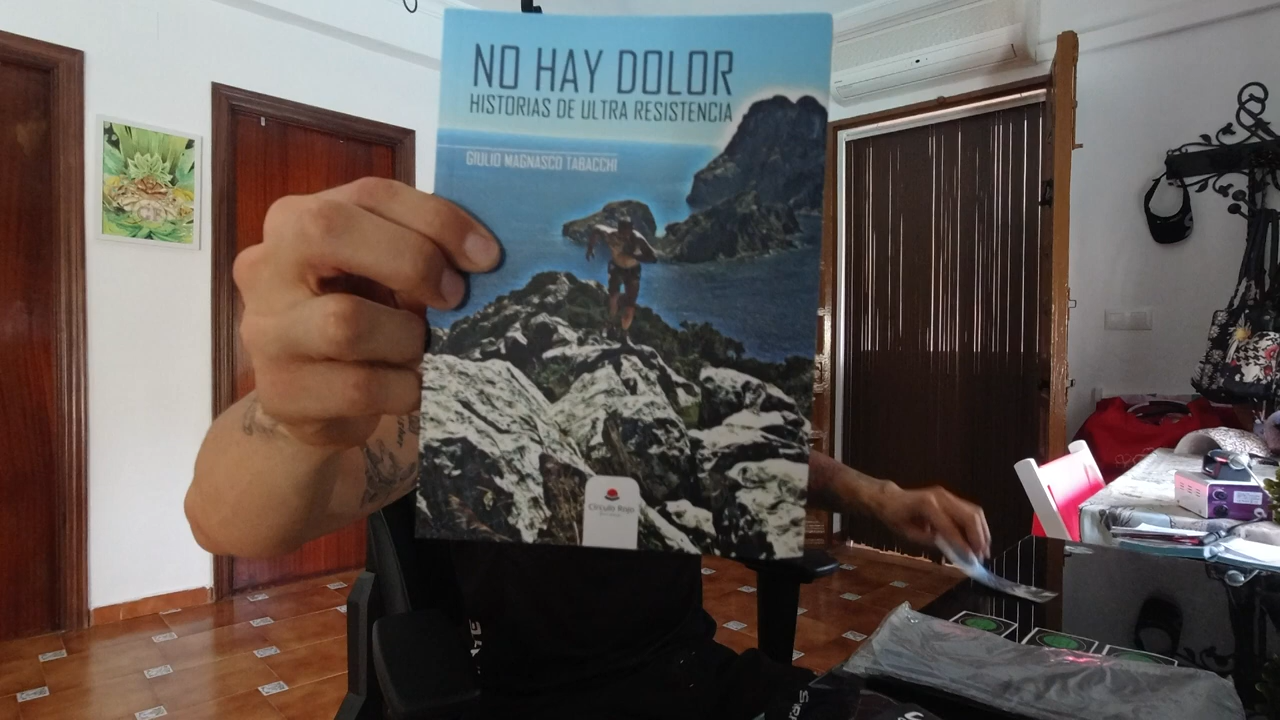 NO HAY DOLOR
HISTORIAS DE ULTRA RESISTENCIA
GIULIO MAGNASCO TABACCHI
Círculo Rojo